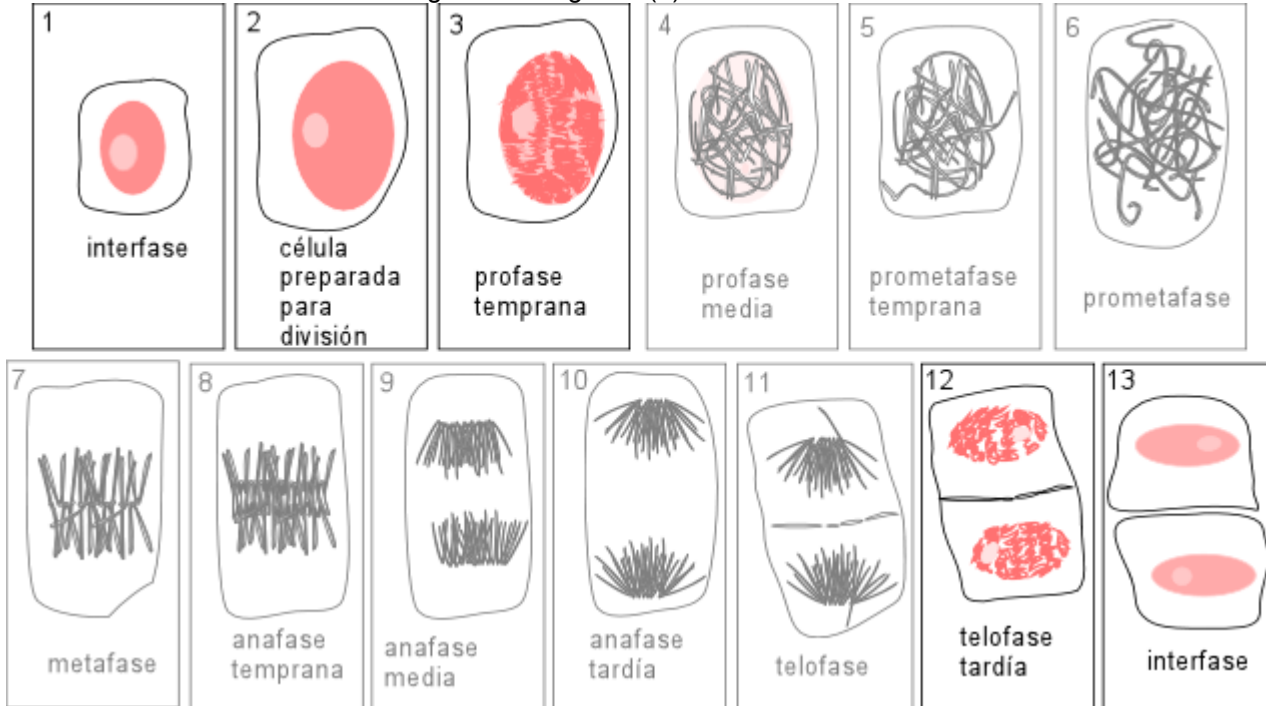 1
interfase
2
célula
preparada
para
división
3
profase
temprana
4
profase
media
5
prometafase
temprana
6
prometafase
7
metafase
8
anafase
temprana
9
anafase
media
10
anafase
tardía
11
telofase
12
telofase
tardía
13
interfase